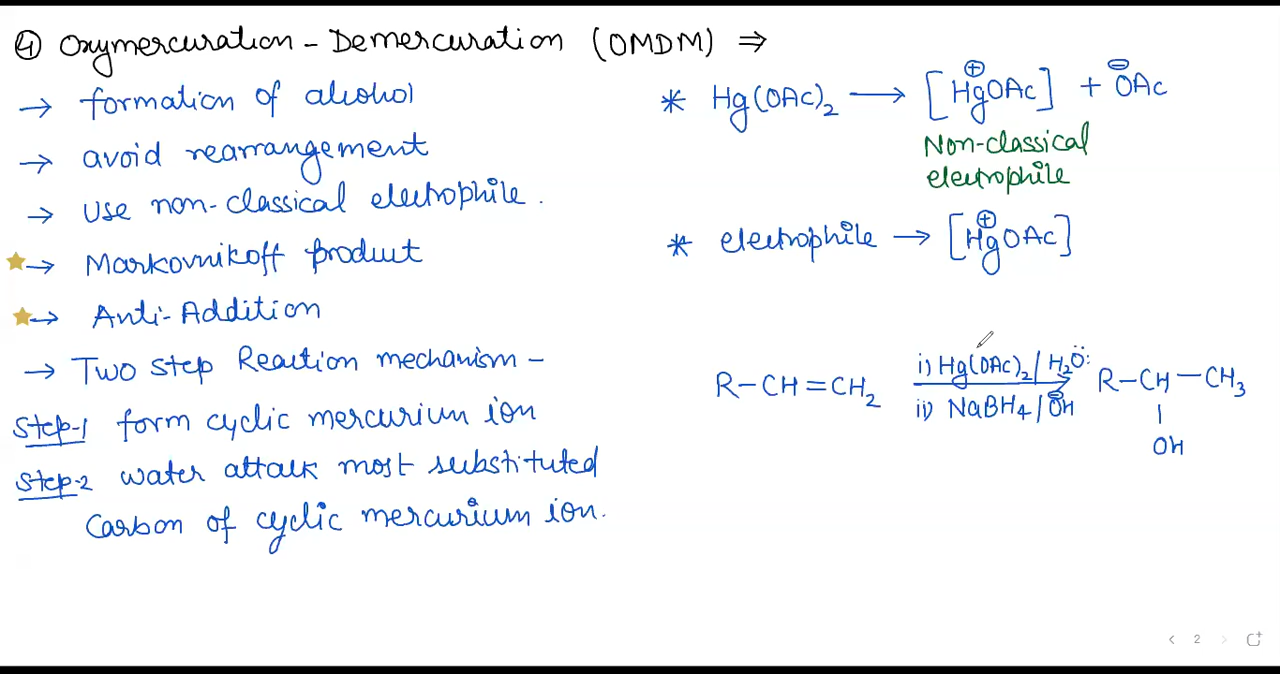 ④ Oxymercuration - Demercuration (OMDM) ⇒
→ formation of alcohol
→ avoid rearrangement
→ Use non-classical electrophile.
★→ Markovnikoff product
★→ Anti-Addition
→ Two step Reaction mechanism -
Step-1 form cyclic mercurium ion
Step-2 water attack most substituted
Carbon of cyclic mercurium ion.
* Hg(OAc)₂ → [H⊕gOAc] + ⊖OAc
Non-classical
electrophile
* electrophile → [H⊕gOAc]
R-CH=CH₂
i) Hg(OAc)₂/H₂Ö:
ii) NaBH₄/⊖OH
R-CH-CH₃
|
OH
< 2 >